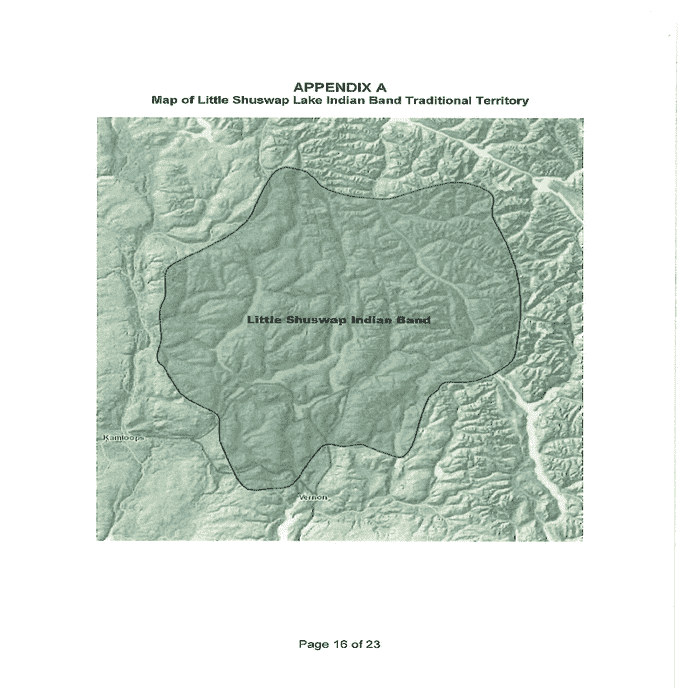 APPENDIX A
Map of Little Shuswap Lake Indian Band Traditional Territory
Little Shuswap Indian Band
Kamloops
Vernon
Page 16 of 23